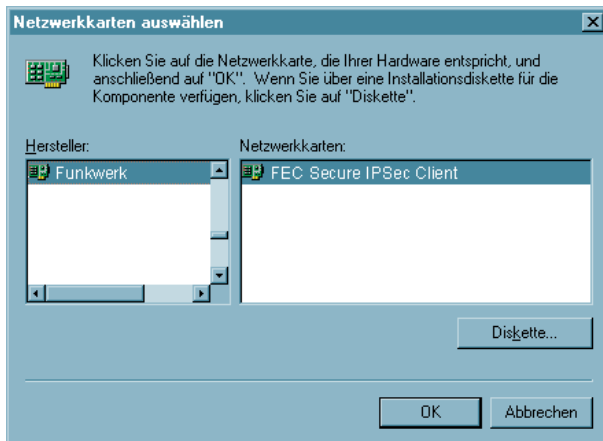 Netzwerkkarten auswählen
Klicken Sie auf die Netzwerkkarte, die Ihrer Hardware entspricht, und
anschließend auf "OK". Wenn Sie über eine Installationsdiskette für die
Komponente verfügen, klicken Sie auf "Diskette".
Hersteller:
Netzwerkkarten:
Funkwerk
FEC Secure IPSec Client
Diskette...
OK
Abbrechen